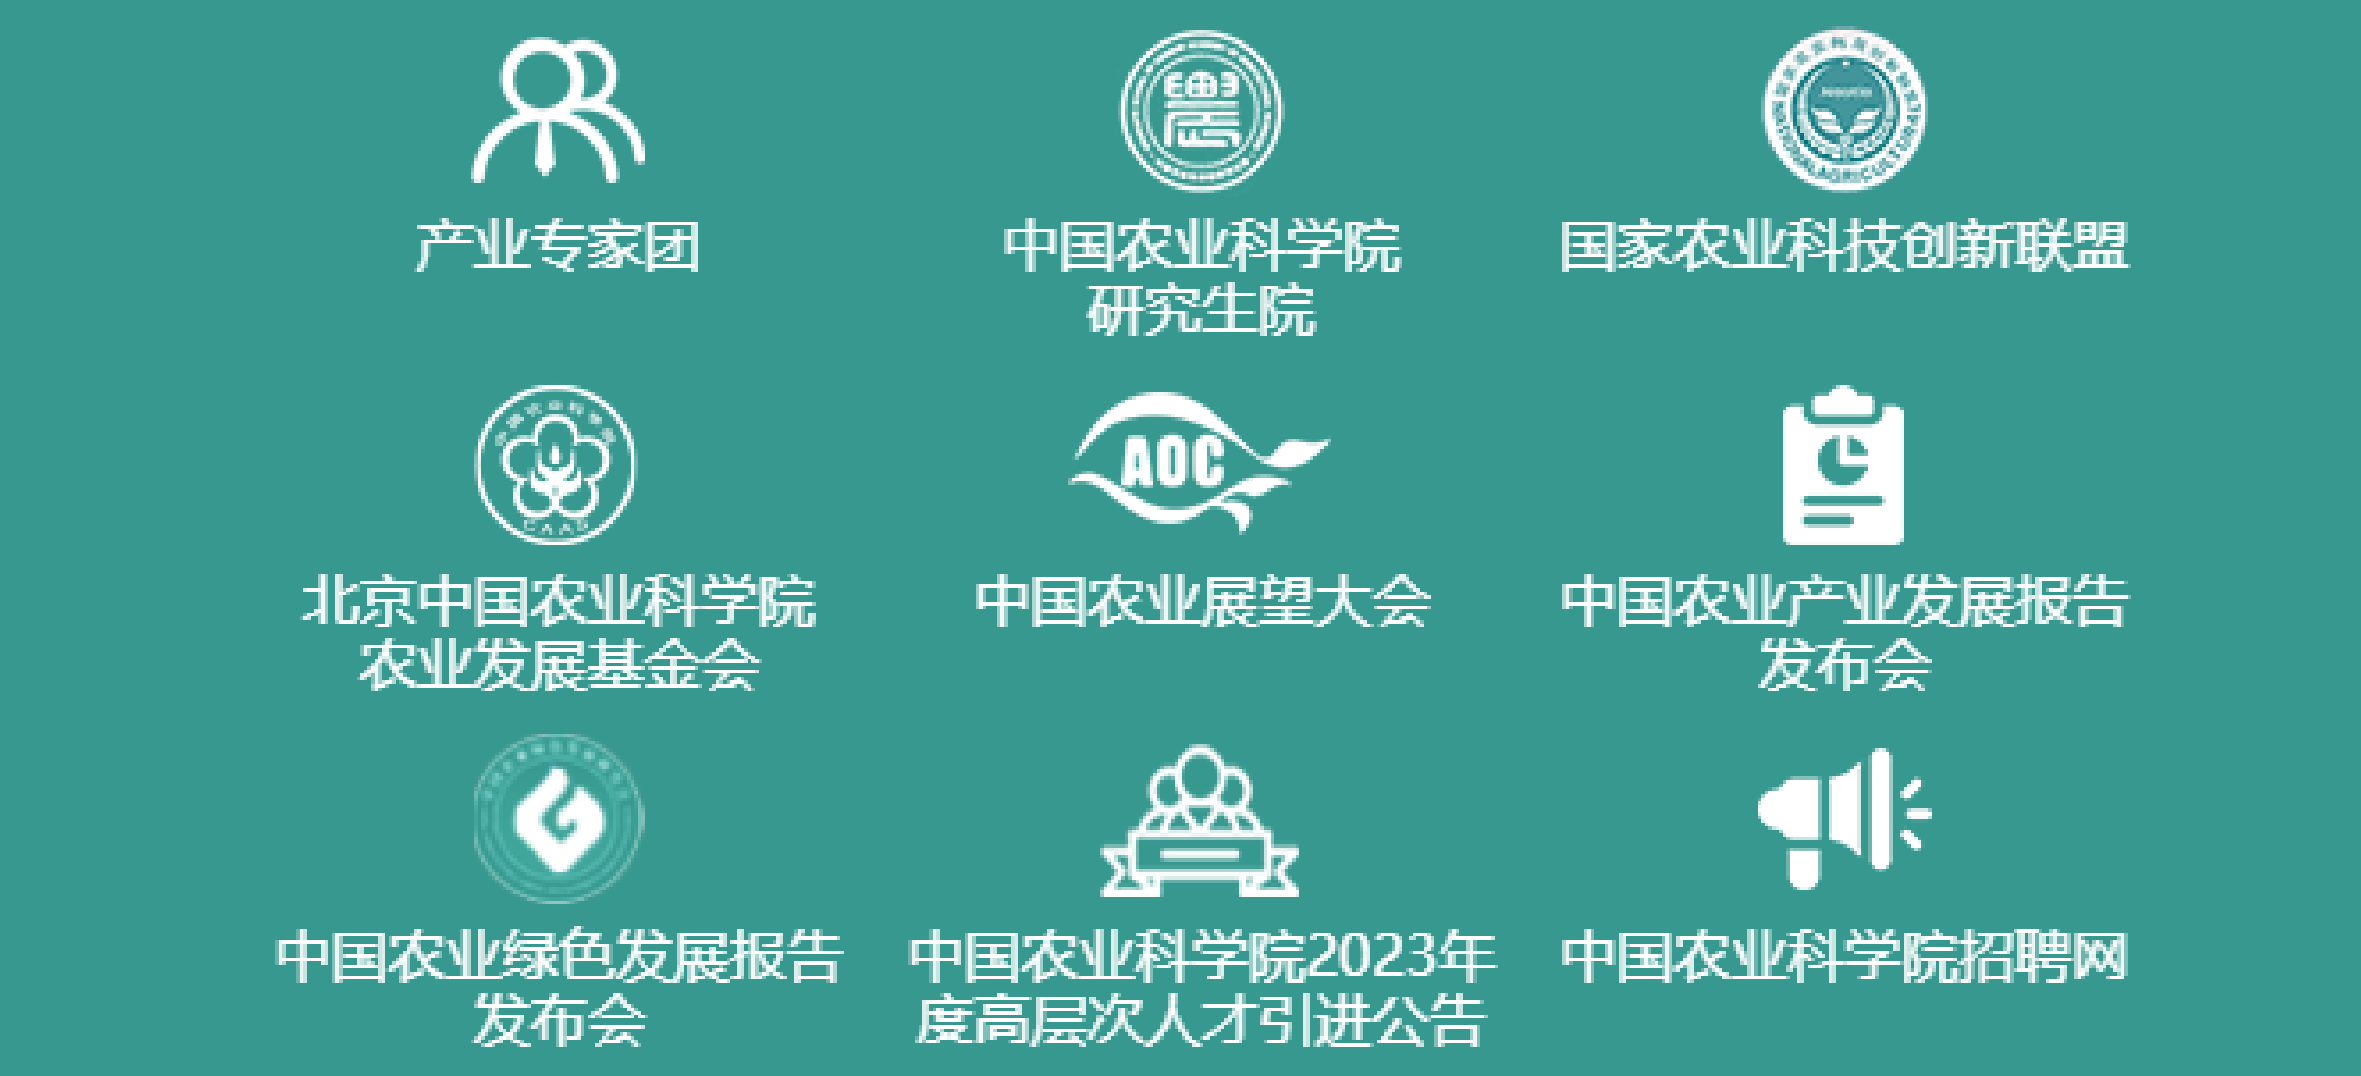 产业专家团
中国农业科学院
研究生院
国家农业科技创新联盟
AOC
CAAS
北京中国农业科学院
农业发展基金会
中国农业展望大会
中国农业产业发展报告
发布会
中国农业绿色发展报告
发布会
中国农业科学院2023年
度高层次人才引进公告
中国农业科学院招聘网